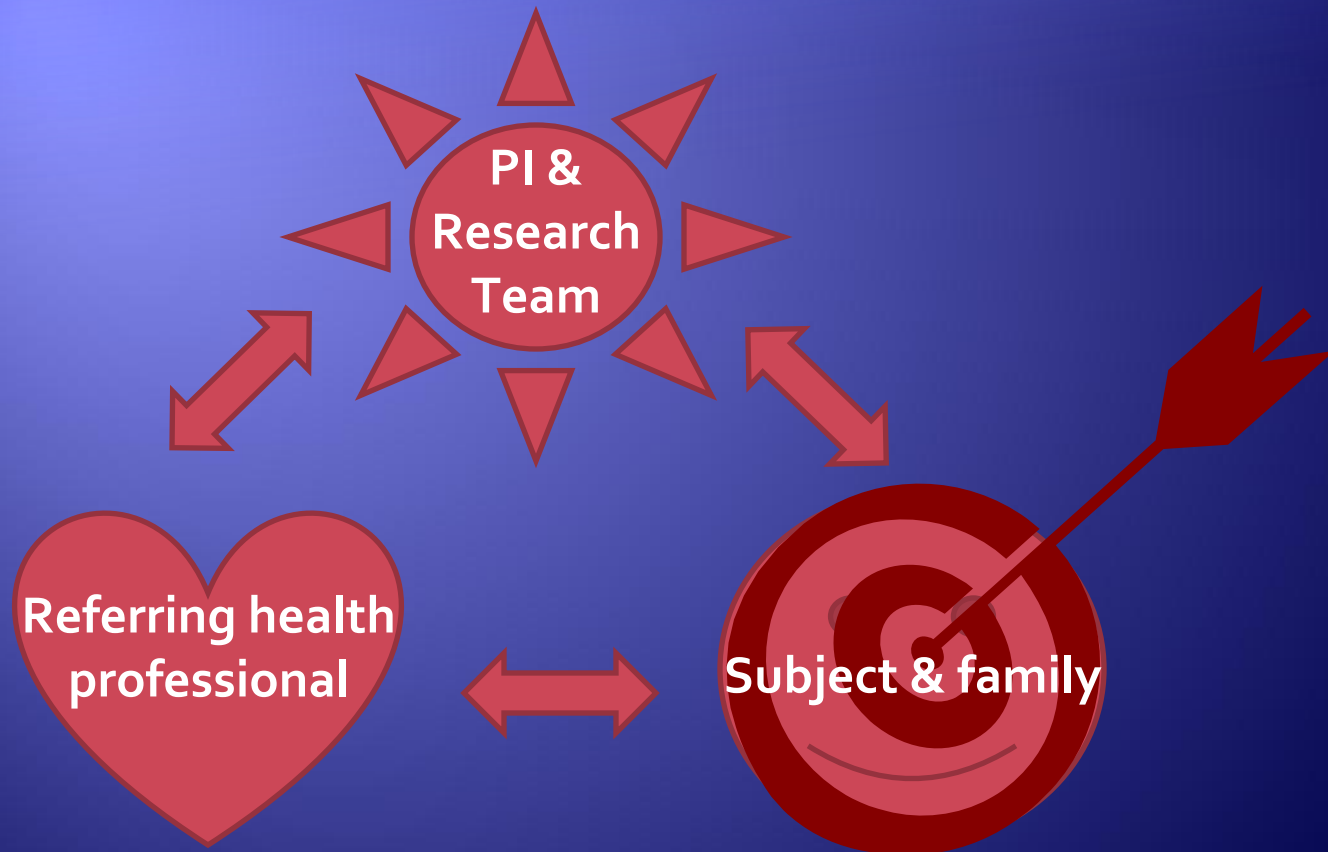 PI &
Research
Team
Referring health
professional
Subject & family